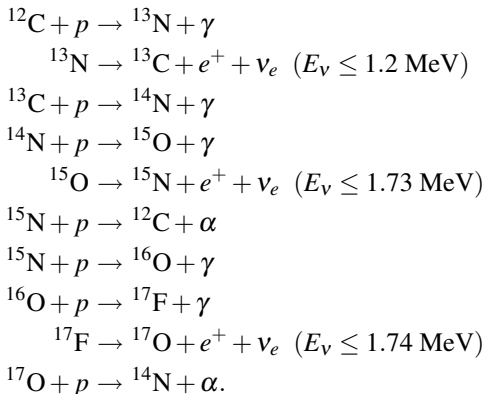 ¹²C + p → ¹³N + γ
¹³N → ¹³C + e⁺ + νₑ (E_ν ≤ 1.2 MeV)
¹³C + p → ¹⁴N + γ
¹⁴N + p → ¹⁵O + γ
¹⁵O → ¹⁵N + e⁺ + νₑ (E_ν ≤ 1.73 MeV)
¹⁵N + p → ¹²C + α
¹⁵N + p → ¹⁶O + γ
¹⁶O + p → ¹⁷F + γ
¹⁷F → ¹⁷O + e⁺ + νₑ (E_ν ≤ 1.74 MeV)
¹⁷O + p → ¹⁴N + α.